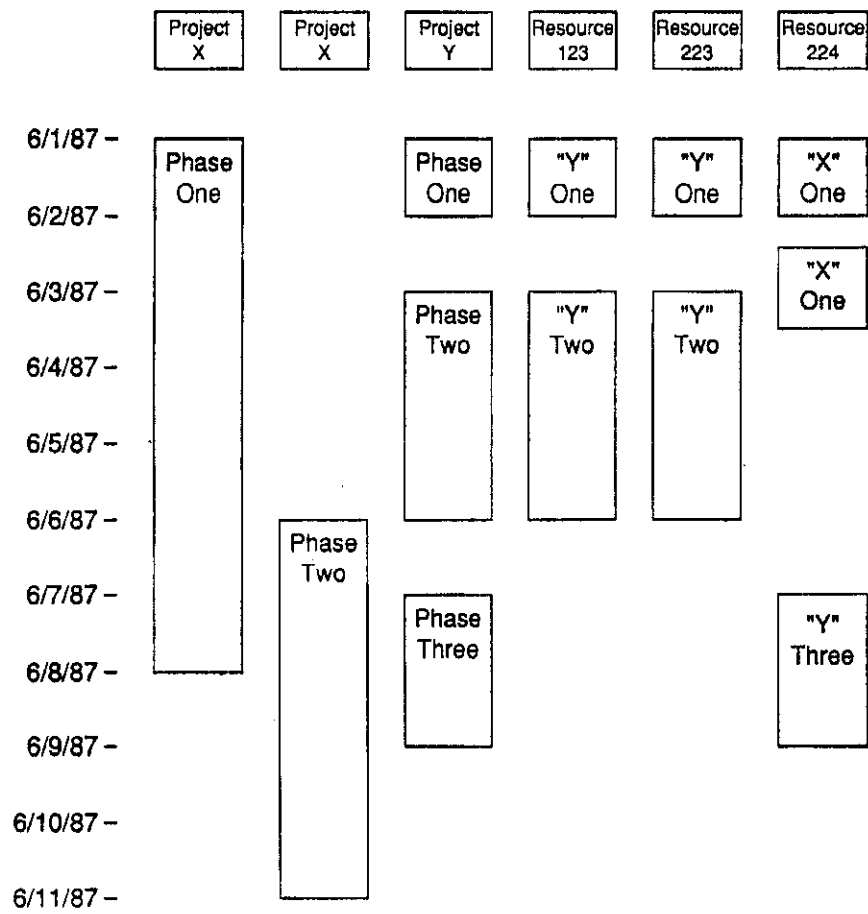 Project
X
Project
X
Project
Y
Resource
123
Resource
223
Resource
224
6/1/87 –
6/2/87 –
6/3/87 –
6/4/87 –
6/5/87 –
6/6/87 –
6/7/87 –
6/8/87 –
6/9/87 –
6/10/87 –
6/11/87 –
Phase
One
Phase
Two
Phase
One
Phase
Two
Phase
Three
"Y"
One
"Y"
Two
"Y"
One
"Y"
Two
"X"
One
"X"
One
"Y"
Three